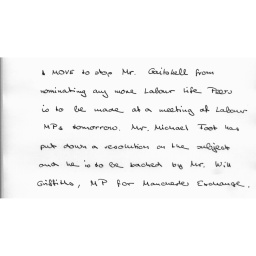 A MOVE to stop Mr. Gaitskell from
nominating any more Labour Life Peers
is to be made at a meeting of Labour
MPs tomorrow. Mr. Michael Foot has
put down a resolution on the subject
and he is to be backed by Mr. Will
Griffiths, MP for Manchester Exchange.